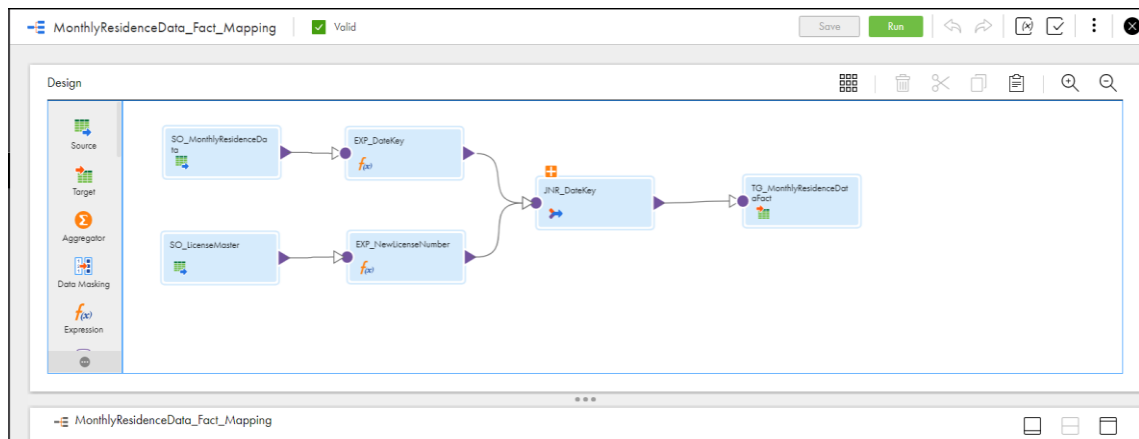 MonthlyResidenceData_Fact_Mapping
Valid
Save
Run
Design
Source
Target
Aggregator
Data Masking
Expression
SO_MonthlyResidenceDa
ta
EXP_DateKey
f(x)
JNR_DateKey
TG_MonthlyResidenceDat
aFact
SO_LicenseMaster
EXP_NewLicenseNumber
f(x)
MonthlyResidenceData_Fact_Mapping